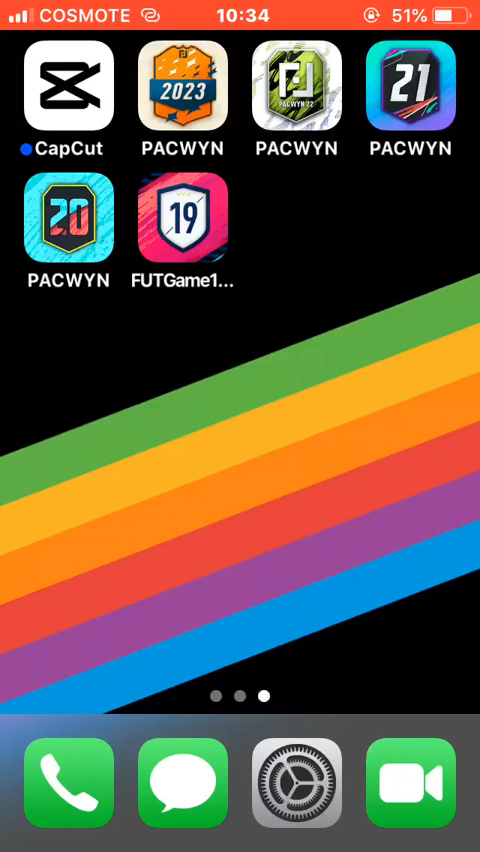 COSMOTE 10:34 51%
2023 PACWYN 22 21
CapCut PACWYN PACWYN PACWYN
20 19
PACWYN FUTGame1...